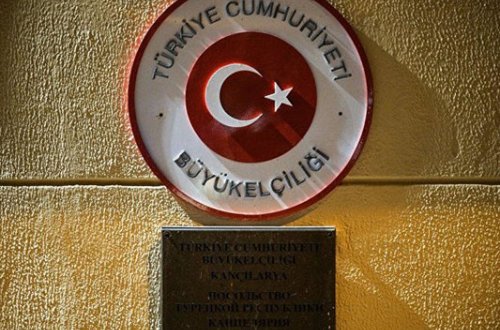 TÜRKİYE CUMHURİYETİ
BÜYÜKELÇİLİĞİ
TÜRKİYE CUMHURİYETİ
BÜYÜKELÇİLİĞİ
KANÇILARYA
ПОСОЛЬСТВО
ТУРЕЦКОЙ РЕСПУБЛИКИ
КАНЦЕЛЯРИЯ